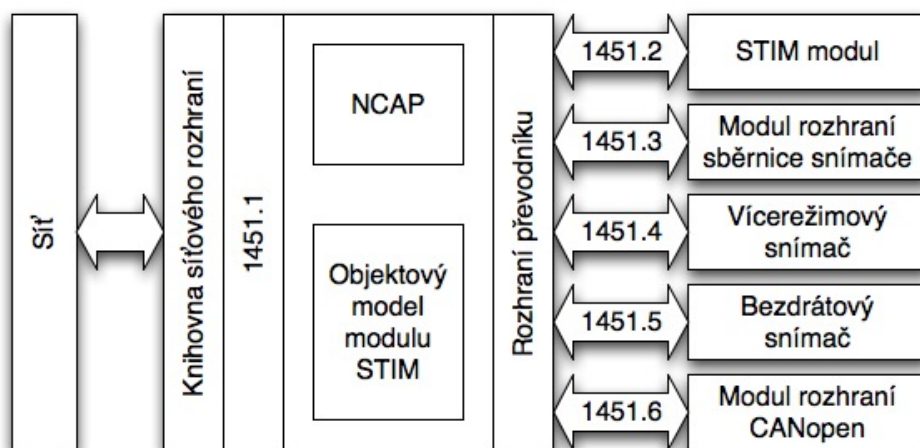 Síť
Knihovna síťového rozhraní
1451.1
NCAP
Objektový
model
modulu
STIM
Rozhraní převodníku
1451.2
STIM modul
1451.3
Modul rozhraní
sběrnice snímače
1451.4
Vícerežimový
snímač
1451.5
Bezdrátový
snímač
1451.6
Modul rozhraní
CANopen